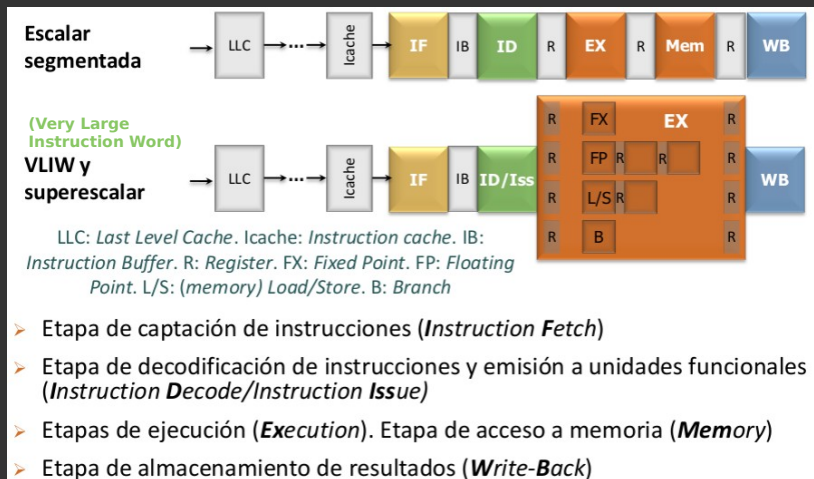 Escalar
segmentada
LLC ... Icache IF IB ID R EX R Mem R WB
(Very Large
Instruction Word)
VLIW y
superescalar
LLC ... Icache IF IB ID/Iss EX WB
R FX R
R FP R R R
R L/S R R
R B R
LLC: Last Level Cache. Icache: Instruction cache. IB:
Instruction Buffer. R: Register. FX: Fixed Point. FP: Floating
Point. L/S: (memory) Load/Store. B: Branch
➢ Etapa de captación de instrucciones (Instruction Fetch)
➢ Etapa de decodificación de instrucciones y emisión a unidades funcionales
(Instruction Decode/Instruction Issue)
➢ Etapas de ejecución (Execution). Etapa de acceso a memoria (Memory)
➢ Etapa de almacenamiento de resultados (Write-Back)